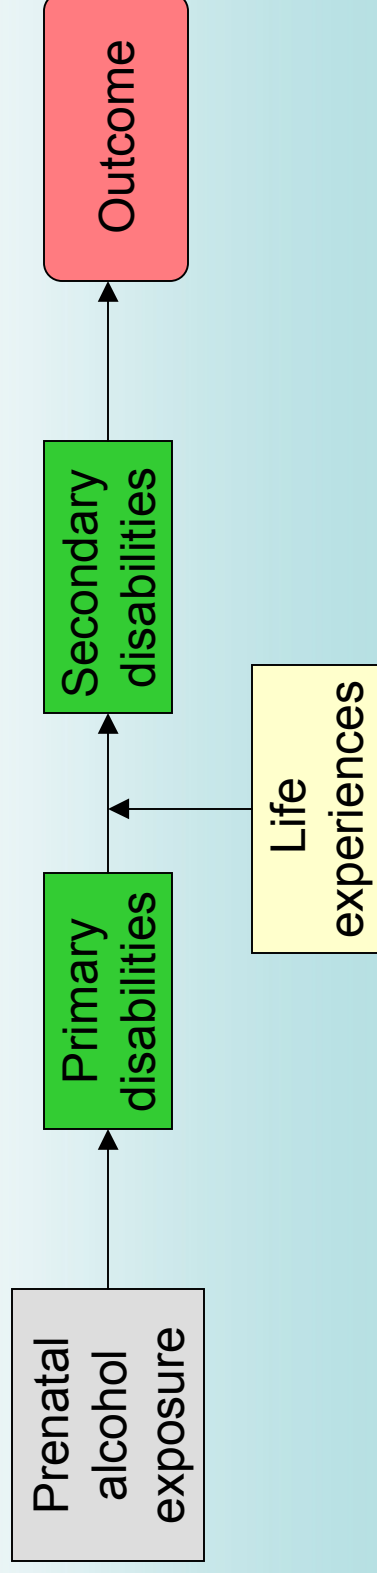 Prenatal
alcohol
exposure
Primary
disabilities
Life
experiences
Secondary
disabilities
Outcome